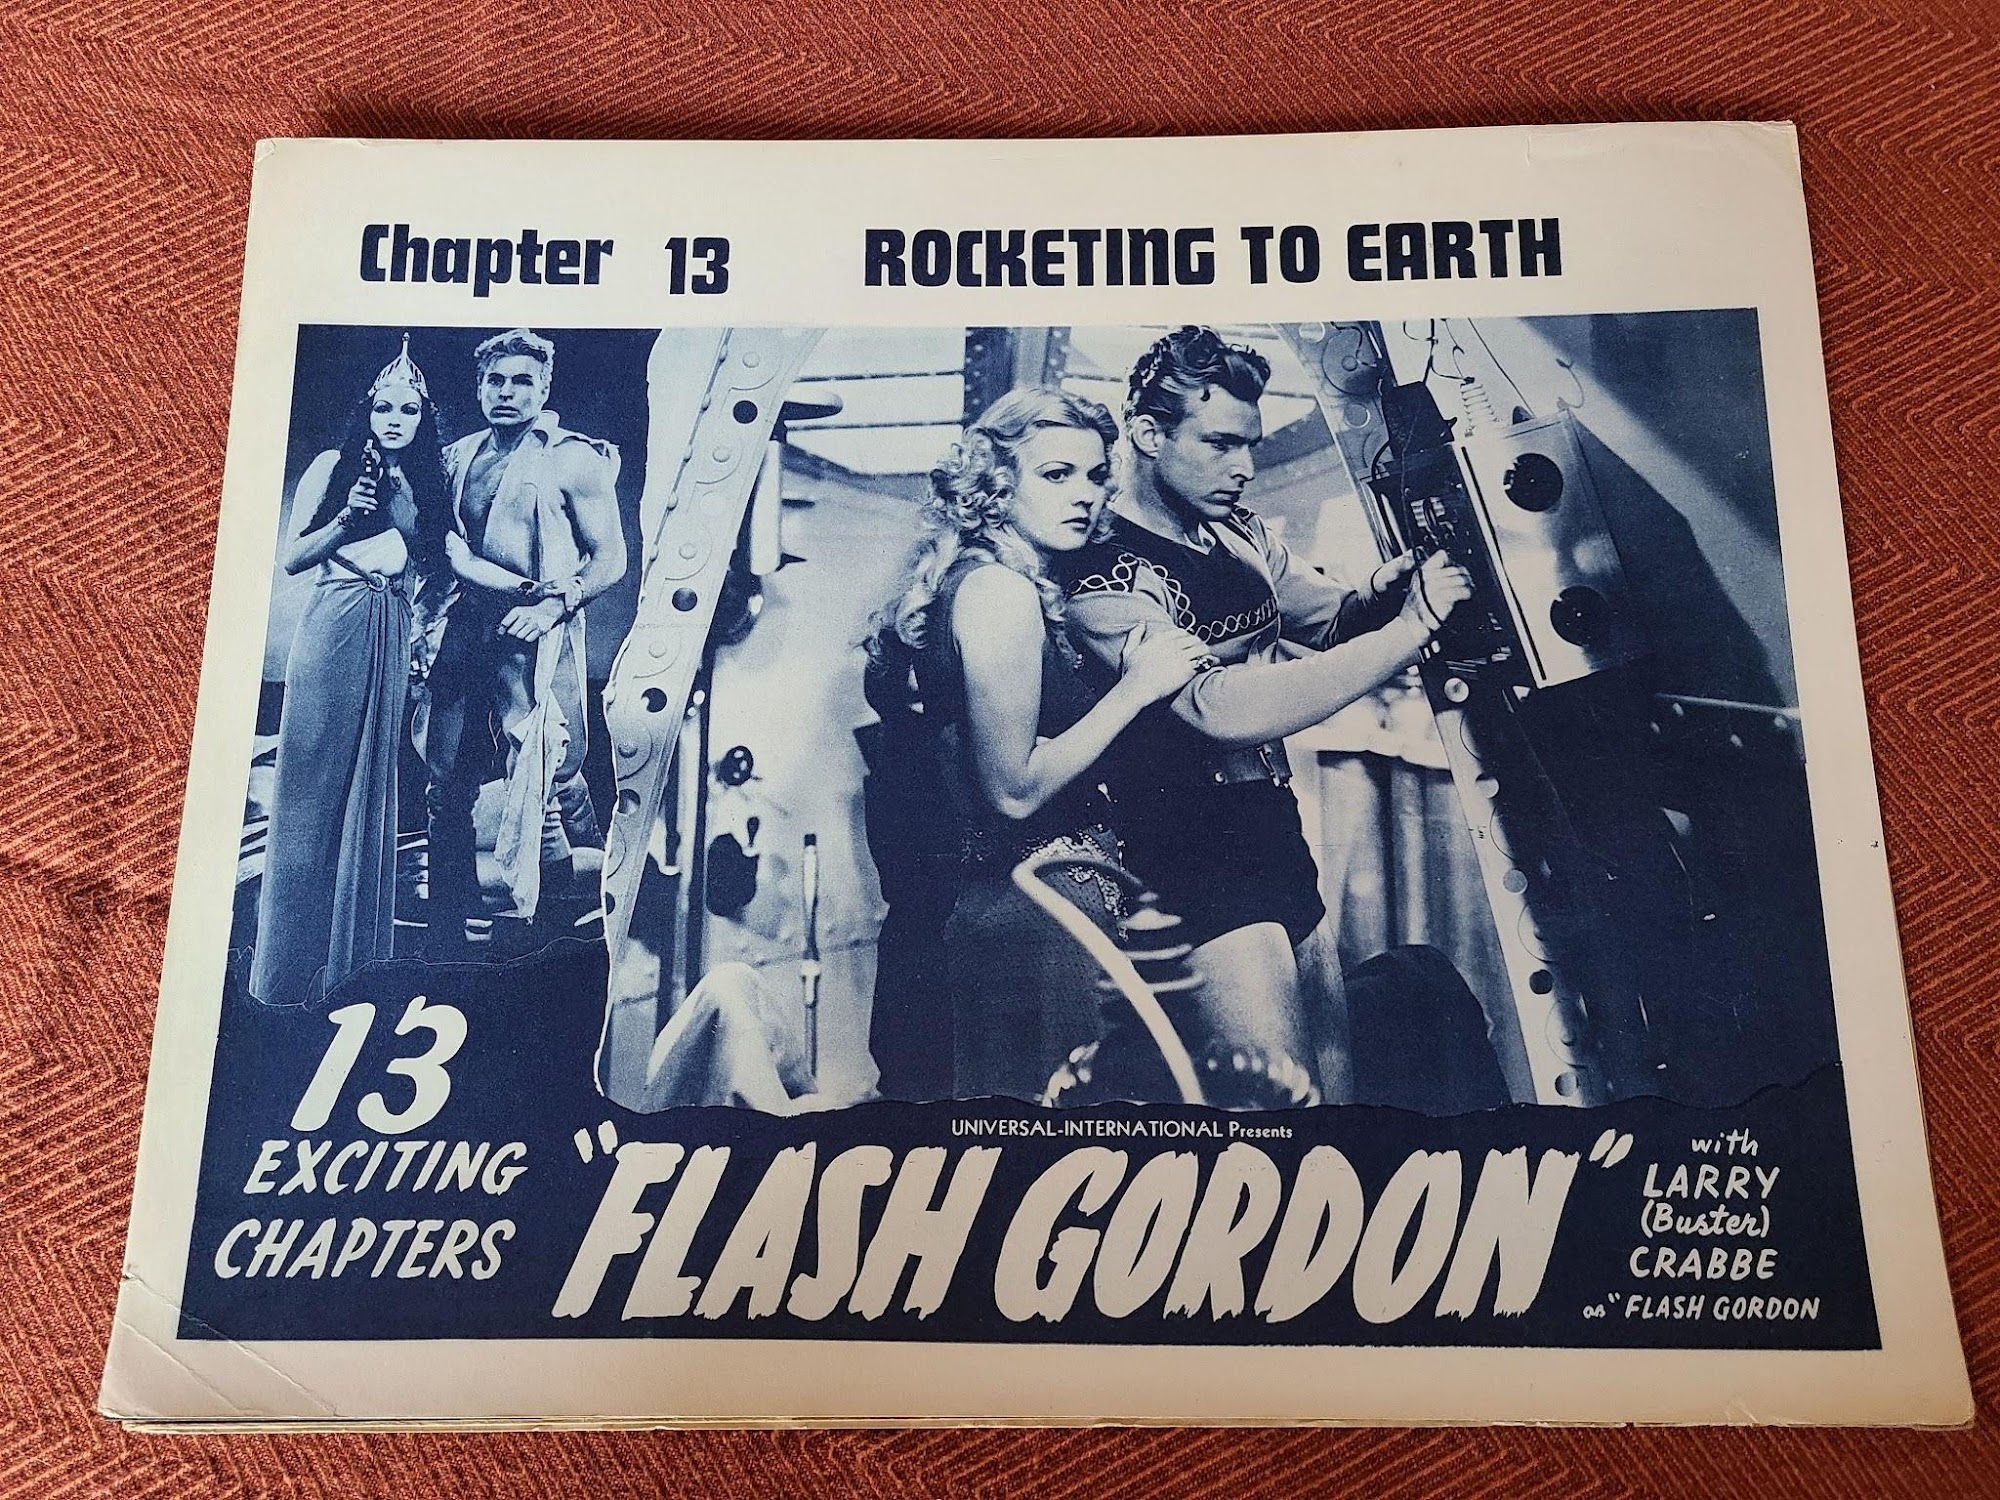 Chapter 13 ROCKETING TO EARTH
13
EXCITING
CHAPTERS
UNIVERSAL-INTERNATIONAL Presents
"FLASH GORDON"
with
LARRY
(Buster)
CRABBE
as "FLASH GORDON